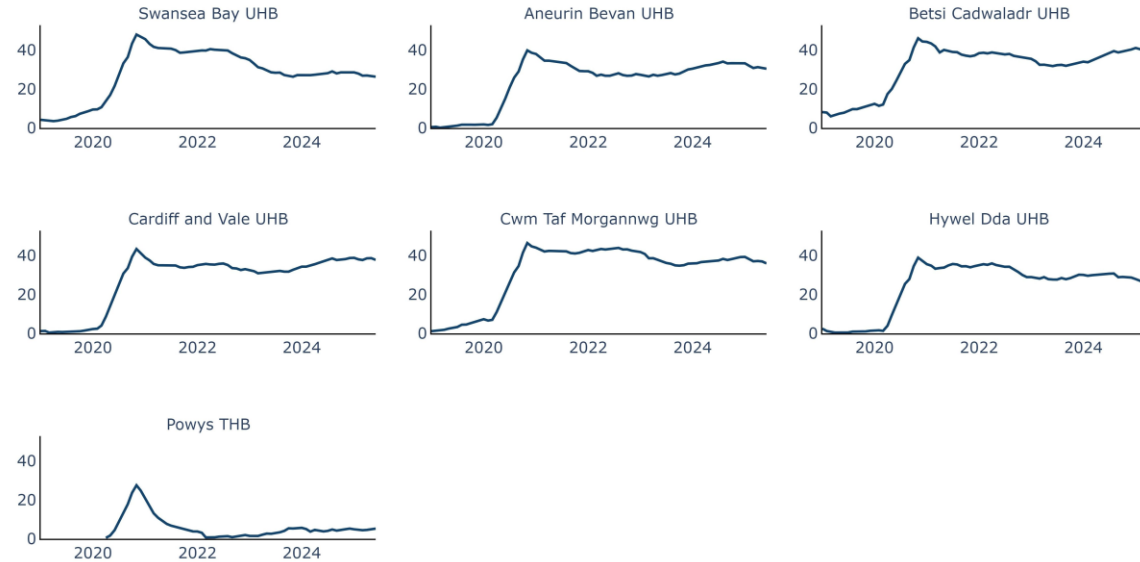 Swansea Bay UHB
Aneurin Bevan UHB
Betsi Cadwaladr UHB
40
20
0
2020 2022 2024
40
20
0
2020 2022 2024
40
20
0
2020 2022 2024
Cardiff and Vale UHB
Cwm Taf Morgannwg UHB
Hywel Dda UHB
40
20
0
2020 2022 2024
40
20
0
2020 2022 2024
40
20
0
2020 2022 2024
Powys THB
40
20
0
2020 2022 2024